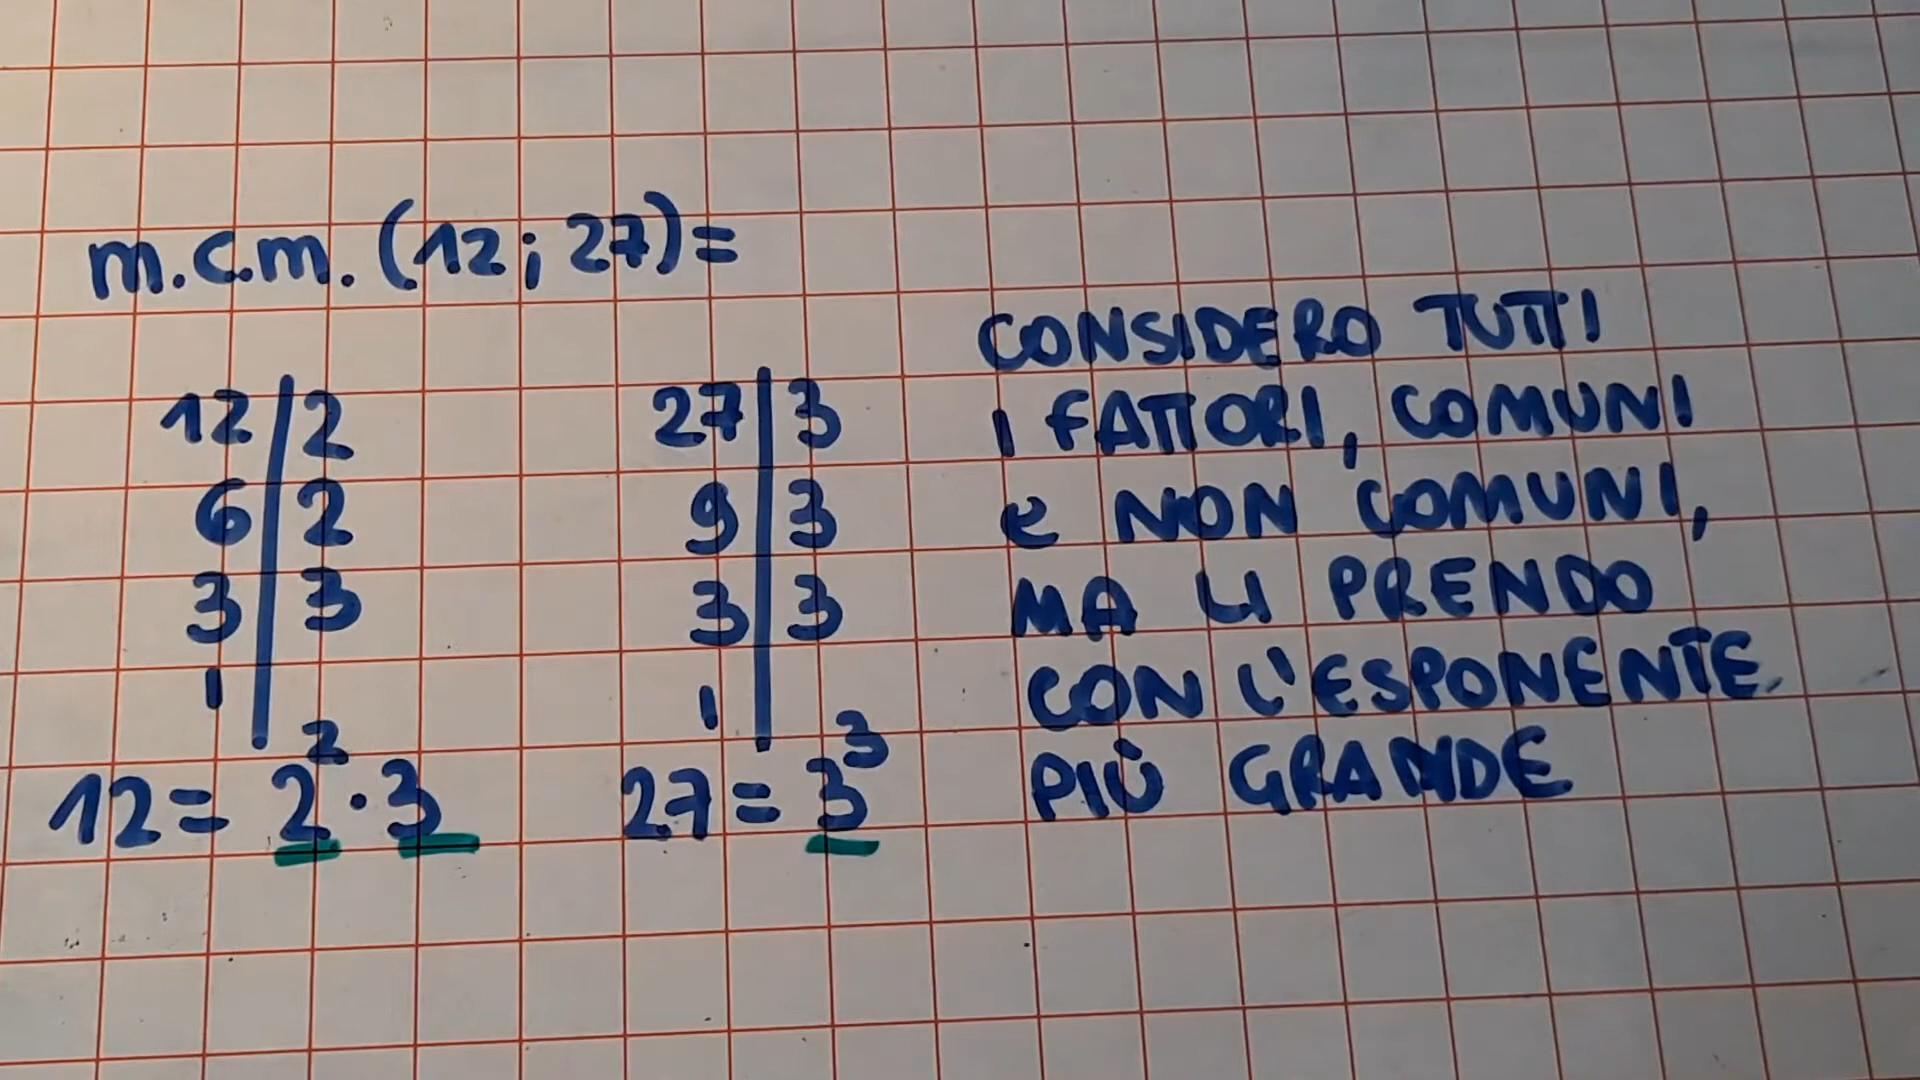 m.c.m. (12; 27)=
12|2
6|2
3|3
1|
12= 2²·3
27|3
9|3
3|3
1|
27= 3³
CONSIDERO TUTTI
I FATTORI, COMUNI
e NON COMUNI,
MA LI PRENDO
CON L'ESPONENTE
PIÙ GRANDE